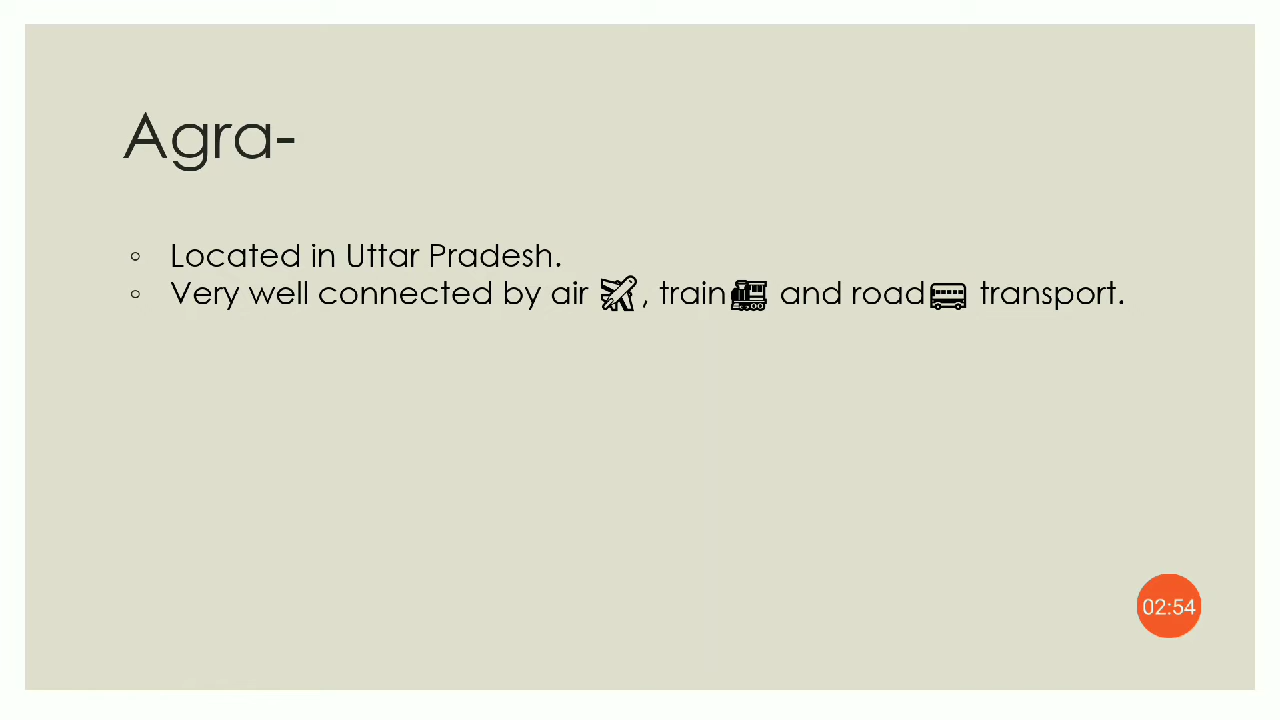 Agra-
◦ Located in Uttar Pradesh.
◦ Very well connected by air ✈, train🚂 and road🚌 transport.
02:54